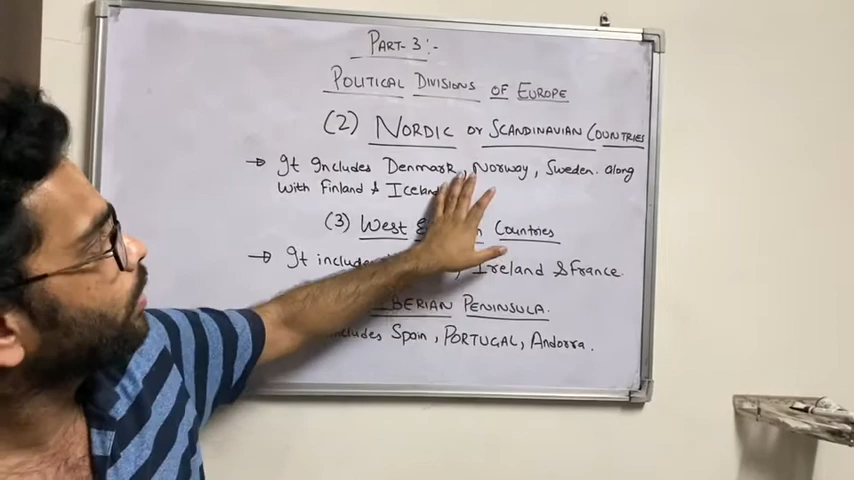 PART-3:-
POLITICAL DIVISIONS OF EUROPE
(2) NORDIC or SCANDINAVIAN COUNTRIES
→ It Includes Denmark, Norway, Sweden. along
with Finland & Iceland
(3) West Countries
→ It includes Ireland & France.
IBERIAN PENINSULA.
includes Spain, PORTUGAL, Andorra.